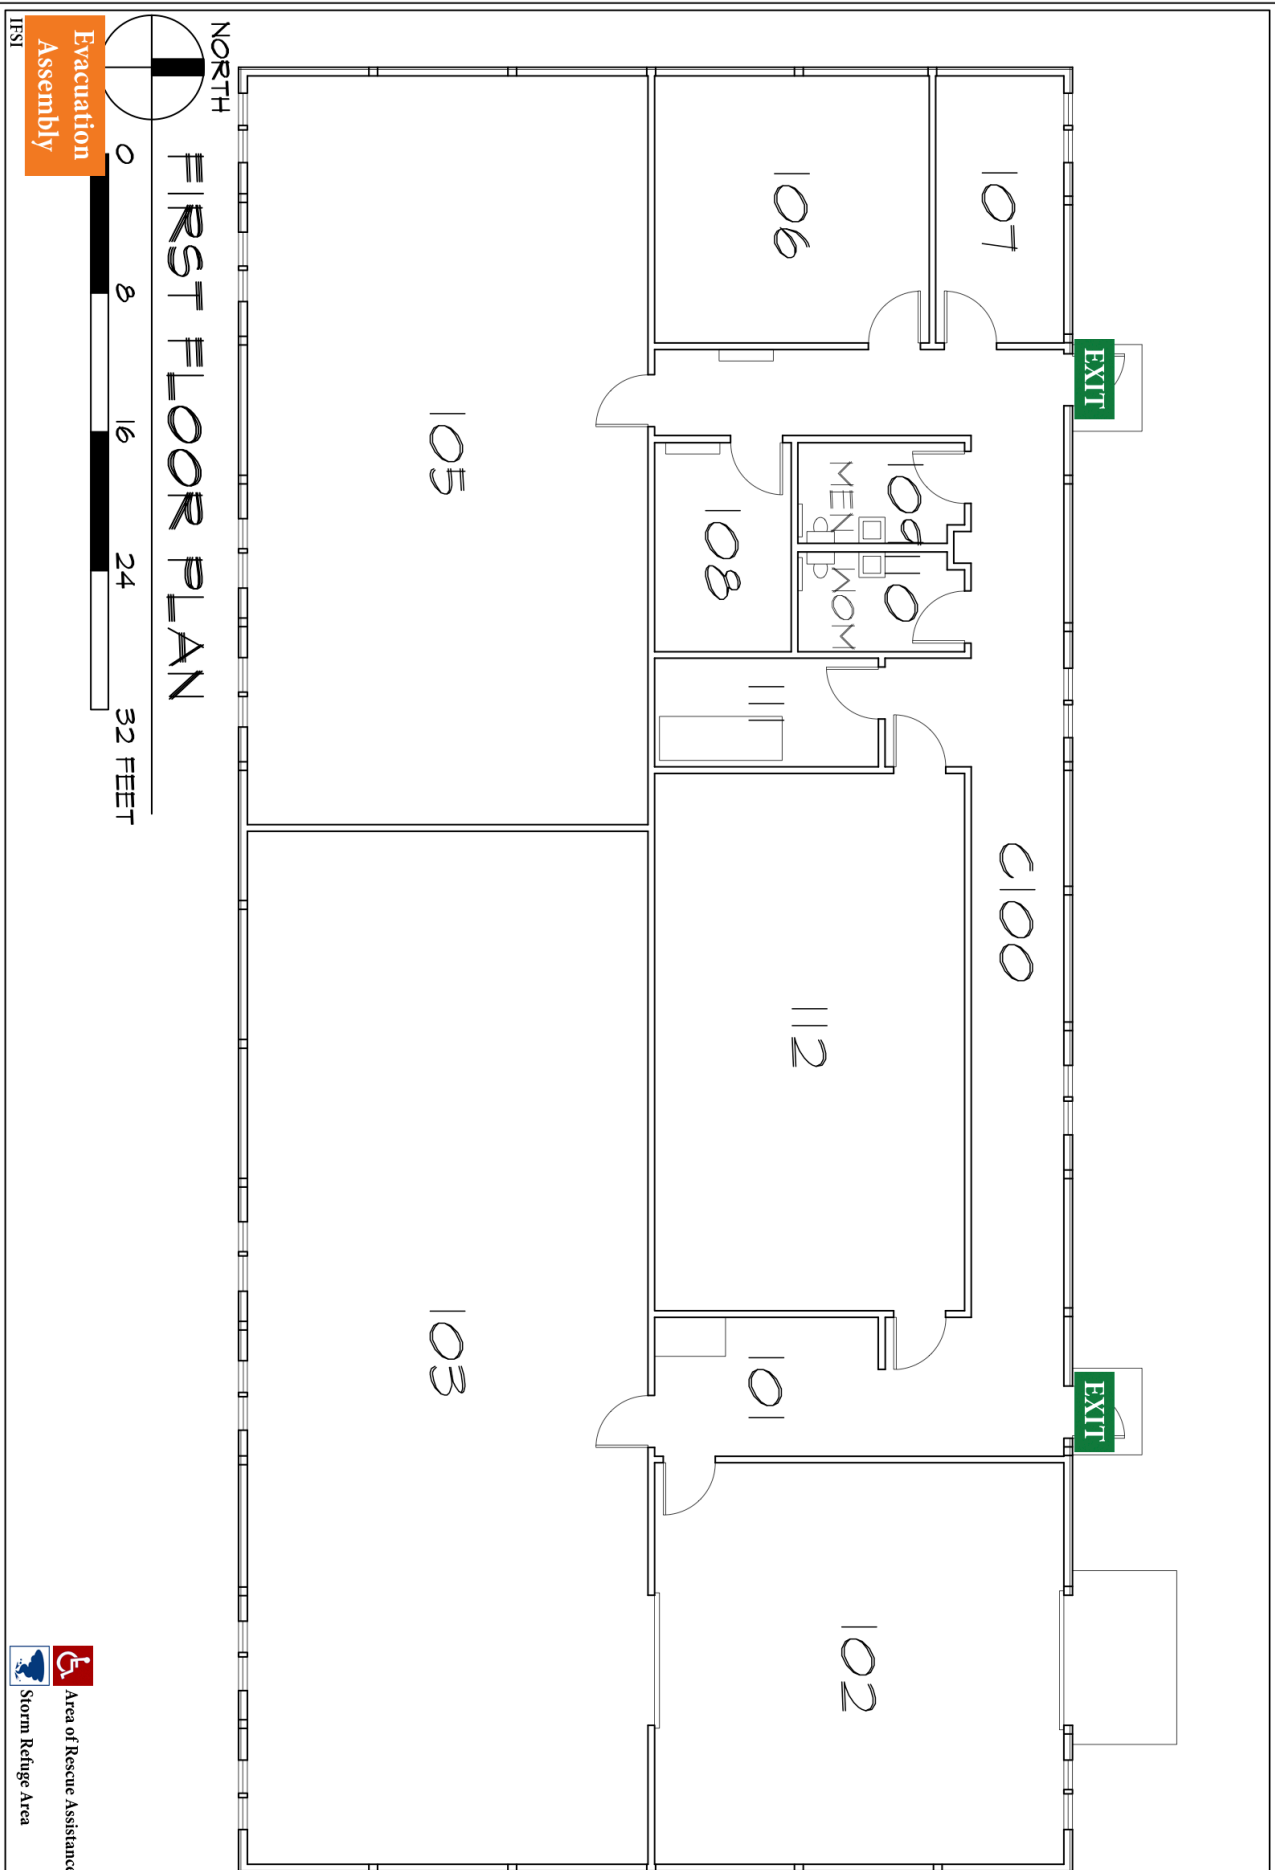 107
EXIT
106
109
MEN
110
WOM
108
111
C100
112
101
EXIT
102
105
103
NORTH
FIRST FLOOR PLAN
0 8 16 24 32 FEET
Evacuation
Assembly
IFSI
Area of Rescue Assistance
Storm Refuge Area